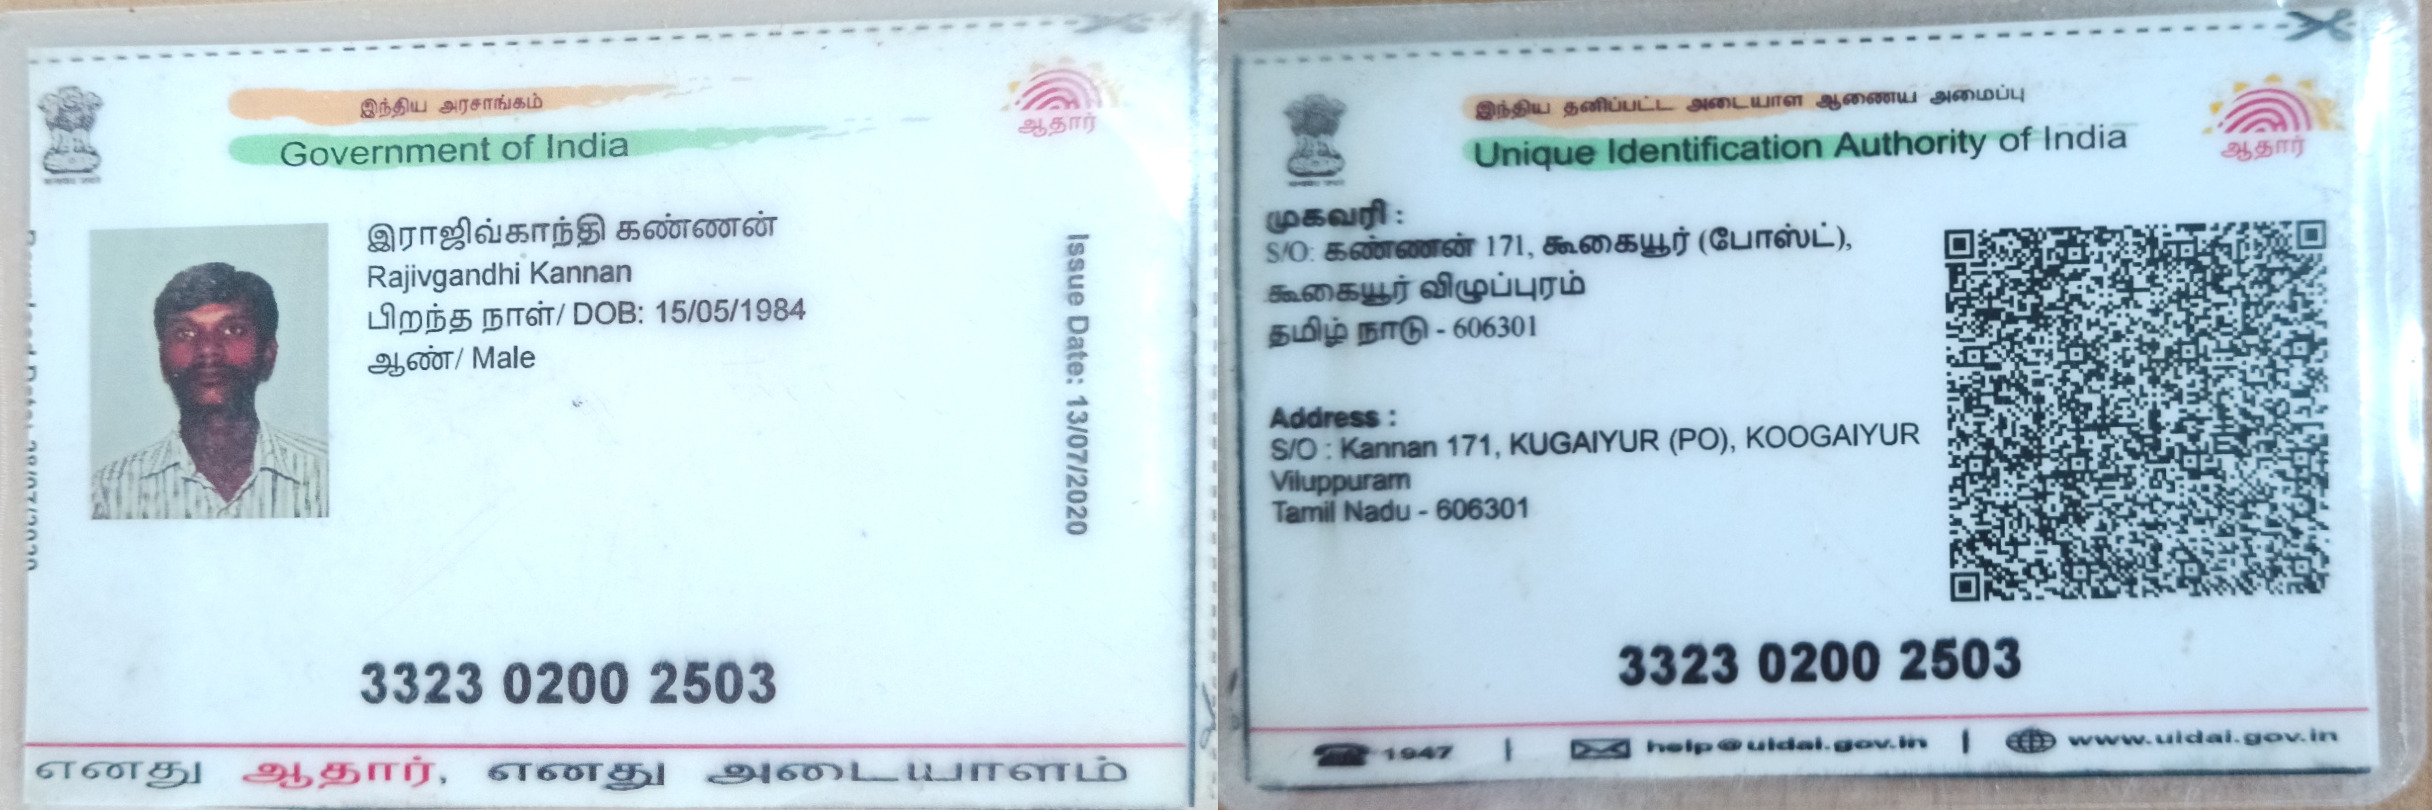 இந்திய அரசாங்கம்
Government of India
ஆதார்
இராஜிவ்காந்தி கண்ணன்
Rajivgandhi Kannan
பிறந்த நாள்/ DOB: 15/05/1984
ஆண்/ Male
Issue Date: 13/07/2020
3323 0200 2503
எனது ஆதார், எனது அடையாளம்
இந்திய தனிப்பட்ட அடையாள ஆணைய அமைப்பு
Unique Identification Authority of India
ஆதார்
முகவரி :
S/O: கண்ணன் 171, கூகையூர் (போஸ்ட்),
கூகையூர் விழுப்புரம்
தமிழ் நாடு - 606301
Address :
S/O : Kannan 171, KUGAIYUR (PO), KOOGAIYUR
Viluppuram
Tamil Nadu - 606301
3323 0200 2503
1947 | help@uidai.gov.in | www.uidai.gov.in